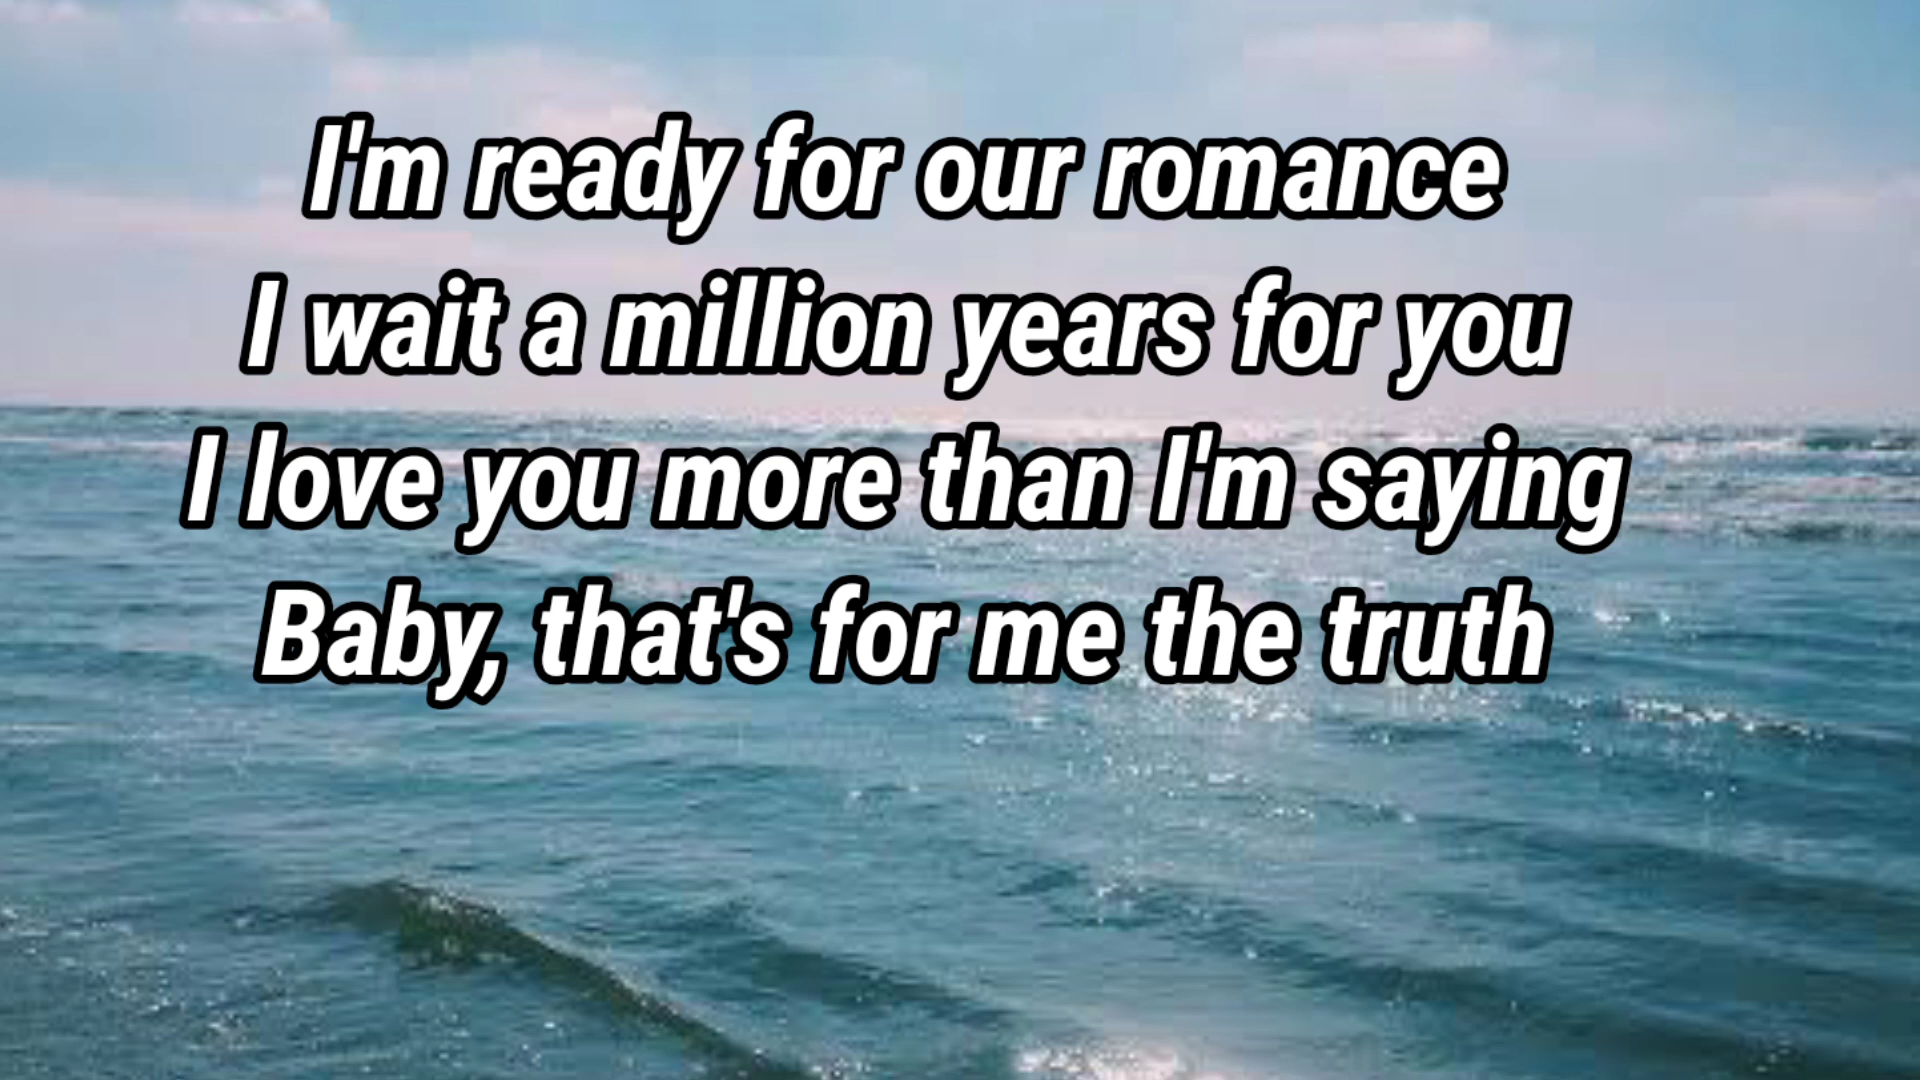 I'm ready for our romance
I wait a million years for you
I love you more than I'm saying
Baby, that's for me the truth